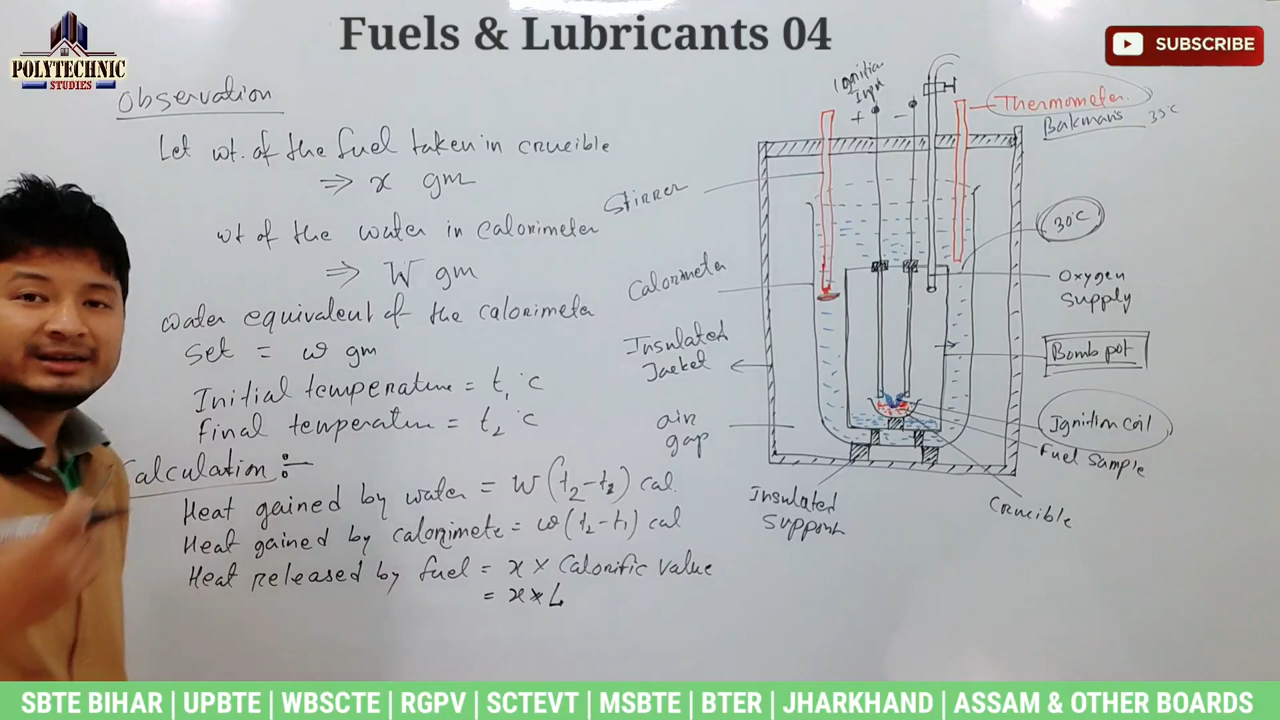 Fuels & Lubricants 04
POLYTECHNIC
STUDIES
SUBSCRIBE
Observation
Let wt. of the fuel taken in crucible
⇒ x gm
wt of the water in calorimeter
⇒ W gm
water equivalent of the calorimeter
set = w gm
Initial temperature = t₁°C
final temperature = t₂°C
Calculation :-
Heat gained by water = W(t₂-t₂) cal.
Heat gained by calorimete = w(t₂-t₁) cal
Heat released by fuel = x × Calorific value
= x × L
Ignition
Input
+
-
Thermometer.
Bakman's
35°C
Stirrer
30°C
Calorimeter
Oxygen
Supply
Insulated
Jacket
Bomb pot
air
gap
Ignition coil
Fuel Sample
Insulated
Support
Crucible
SBTE BIHAR | UPBTE | WBSCTE | RGPV | SCTEVT | MSBTE | BTER | JHARKHAND | ASSAM & OTHER BOARDS